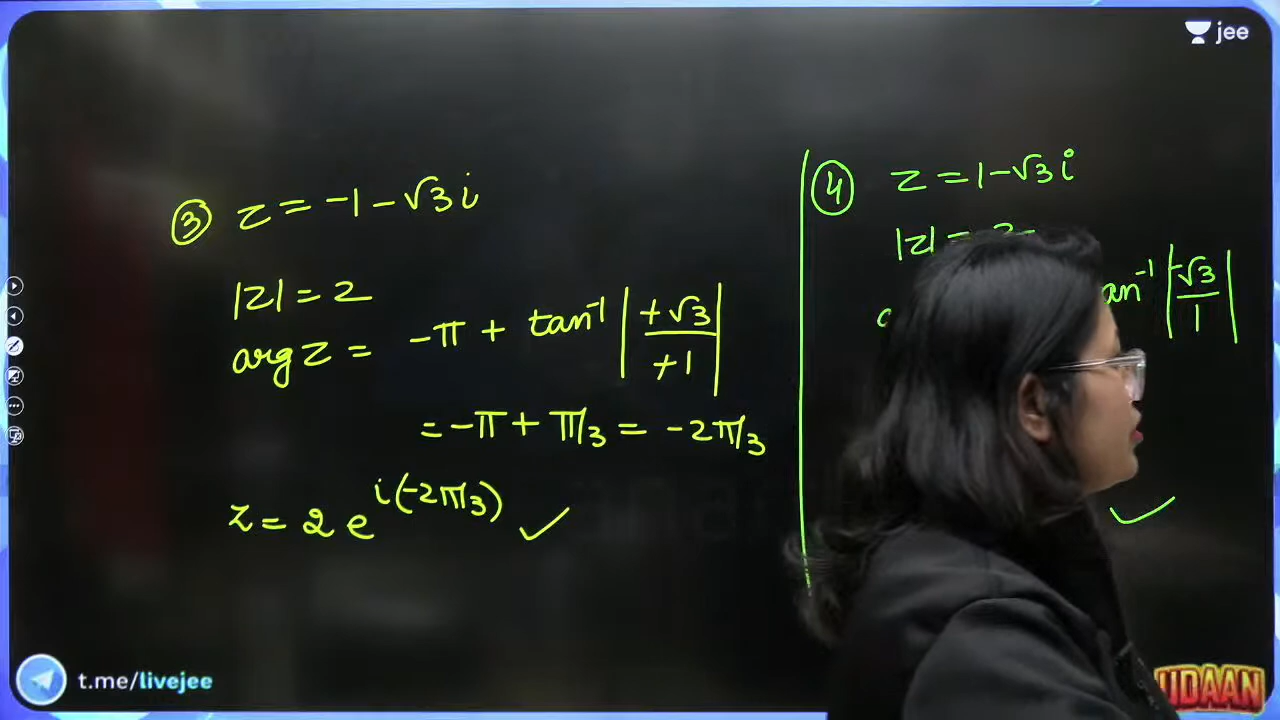 jee
③ z = -1 - √3 i
|z| = 2
arg z = -π + tan⁻¹ |+√3/+1|
= -π + π/3 = -2π/3
z = 2 e^{i(-2π/3)} ✓
④ z = 1 - √3 i
|z| = 2
tan⁻¹ |-√3/1|
✓
t.me/livejee
UDAAN